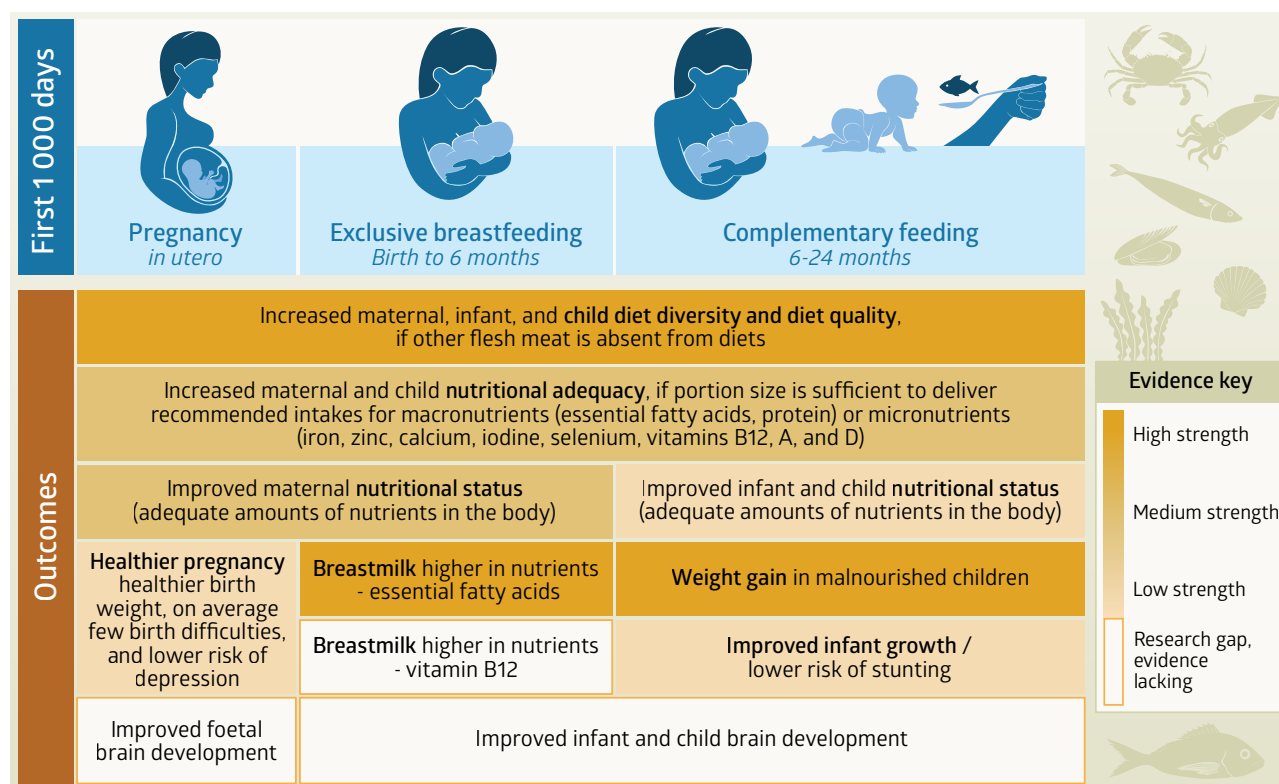 First 1 000 days
Pregnancy
in utero
Exclusive breastfeeding
Birth to 6 months
Complementary feeding
6-24 months
Outcomes
Increased maternal, infant, and child diet diversity and diet quality,
if other flesh meat is absent from diets
Increased maternal and child nutritional adequacy, if portion size is sufficient to deliver
recommended intakes for macronutrients (essential fatty acids, protein) or micronutrients
(iron, zinc, calcium, iodine, selenium, vitamins B12, A, and D)
Improved maternal nutritional status
(adequate amounts of nutrients in the body)
Improved infant and child nutritional status
(adequate amounts of nutrients in the body)
Healthier pregnancy
healthier birth
weight, on average
few birth difficulties,
and lower risk of
depression
Breastmilk higher in nutrients
- essential fatty acids
Weight gain in malnourished children
Breastmilk higher in nutrients
- vitamin B12
Improved infant growth /
lower risk of stunting
Improved foetal
brain development
Improved infant and child brain development
Evidence key
High strength
Medium strength
Low strength
Research gap,
evidence
lacking